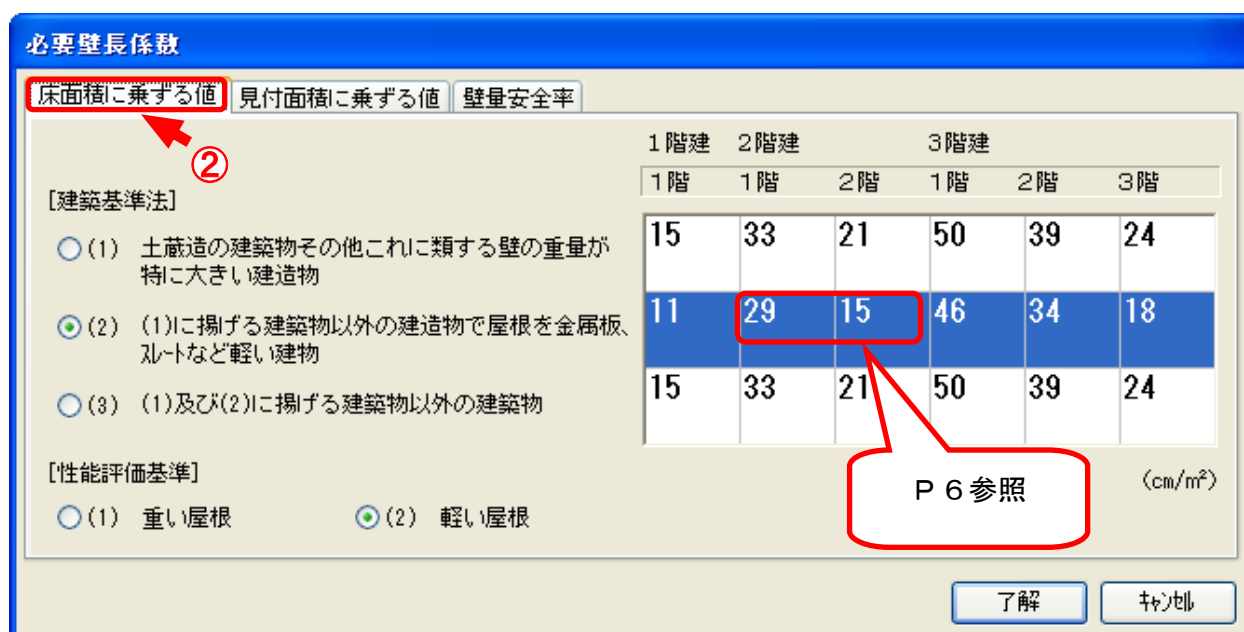 必要壁長係数
床面積に乗ずる値 見付面積に乗ずる値 壁量安全率
②
1階建 2階建 3階建
1階 1階 2階 1階 2階 3階
[建築基準法]
(1) 土蔵造の建築物その他これに類する壁の重量が
特に大きい建造物
15 33 21 50 39 24
(2) (1)に揚げる建築物以外の建造物で屋根を金属板、
ｽﾚｰﾄなど軽い建物
11 29 15 46 34 18
(3) (1)及び(2)に揚げる建築物以外の建築物
15 33 21 50 39 24
P6参照
(cm/m²)
[性能評価基準]
(1) 重い屋根 (2) 軽い屋根
了解 ｷｬﾝｾﾙ